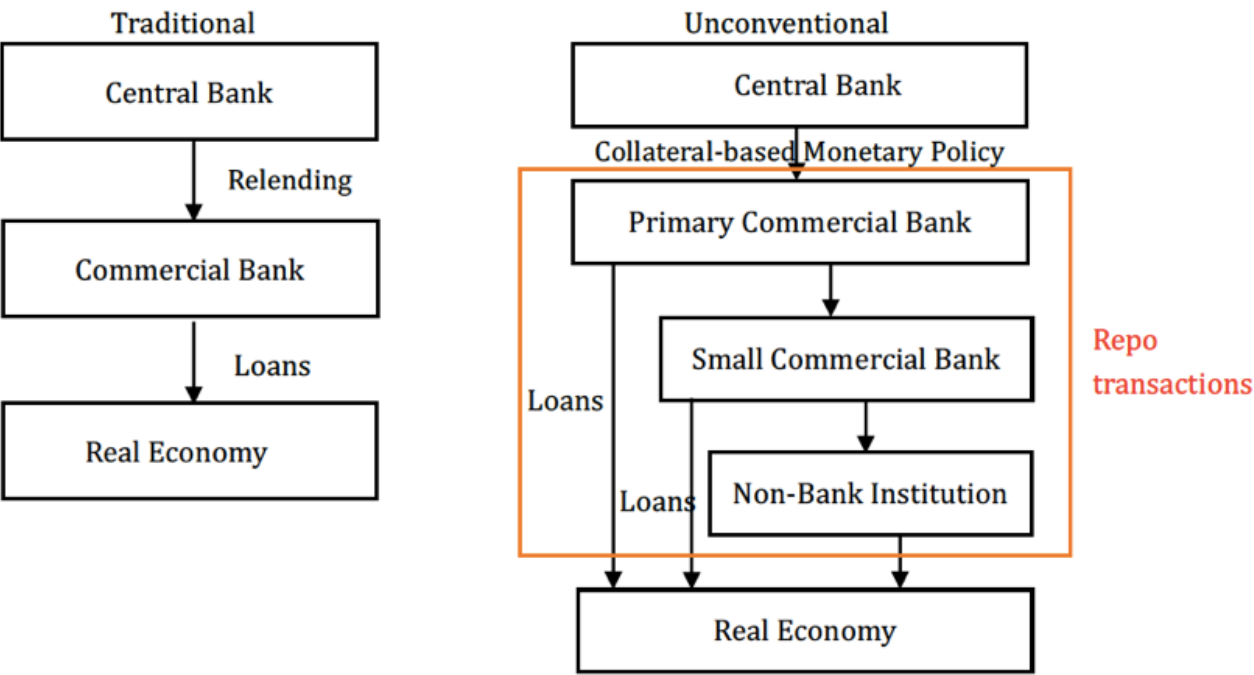 Traditional
Central Bank
Relending
Commercial Bank
Loans
Real Economy
Unconventional
Central Bank
Collateral-based Monetary Policy
Primary Commercial Bank
Small Commercial Bank
Loans
Non-Bank Institution
Loans
Real Economy
Repo
transactions